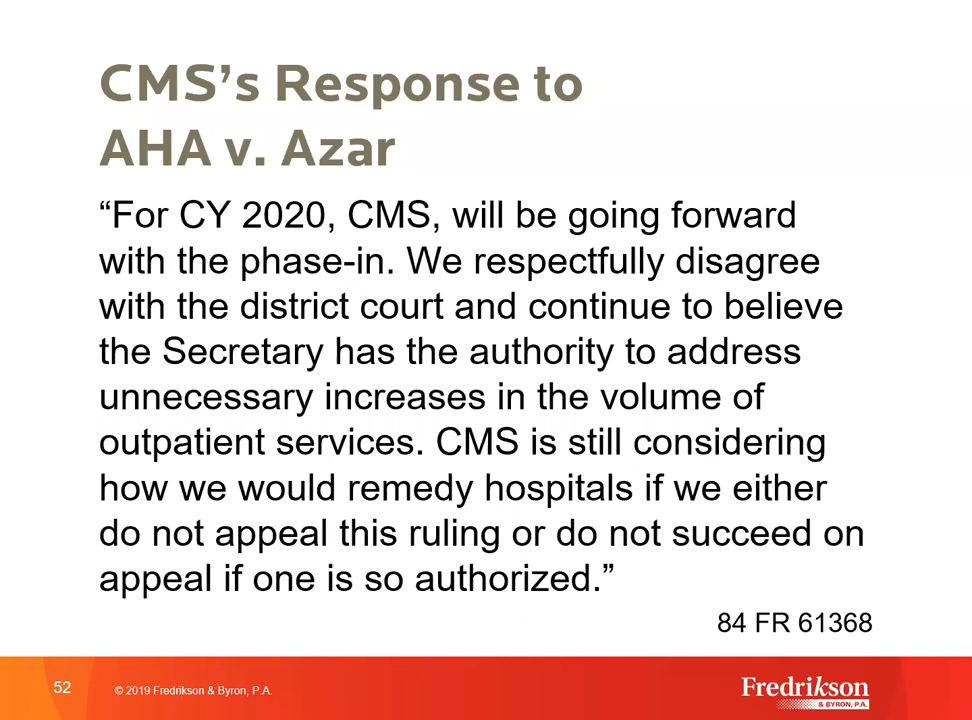 CMS’s Response to
AHA v. Azar
“For CY 2020, CMS, will be going forward
with the phase-in. We respectfully disagree
with the district court and continue to believe
the Secretary has the authority to address
unnecessary increases in the volume of
outpatient services. CMS is still considering
how we would remedy hospitals if we either
do not appeal this ruling or do not succeed on
appeal if one is so authorized.”
84 FR 61368
52
© 2019 Fredrikson & Byron, P.A.
Fredrikson
& BYRON, P.A.